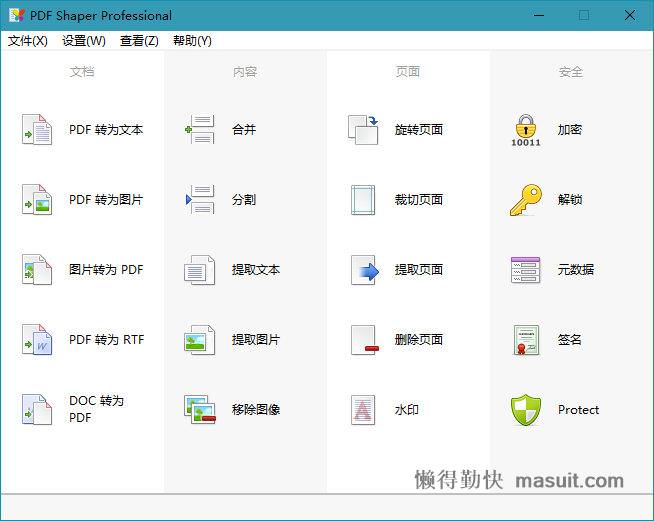 PDF Shaper Professional
文件(X) 设置(W) 查看(Z) 帮助(Y)
文档
PDF 转为文本
PDF 转为图片
图片转为 PDF
PDF 转为 RTF
DOC 转为
PDF
内容
合并
分割
提取文本
提取图片
移除图像
页面
旋转页面
裁切页面
提取页面
删除页面
水印
安全
10011
加密
解锁
元数据
签名
Protect
懒得勤快 masuit.com